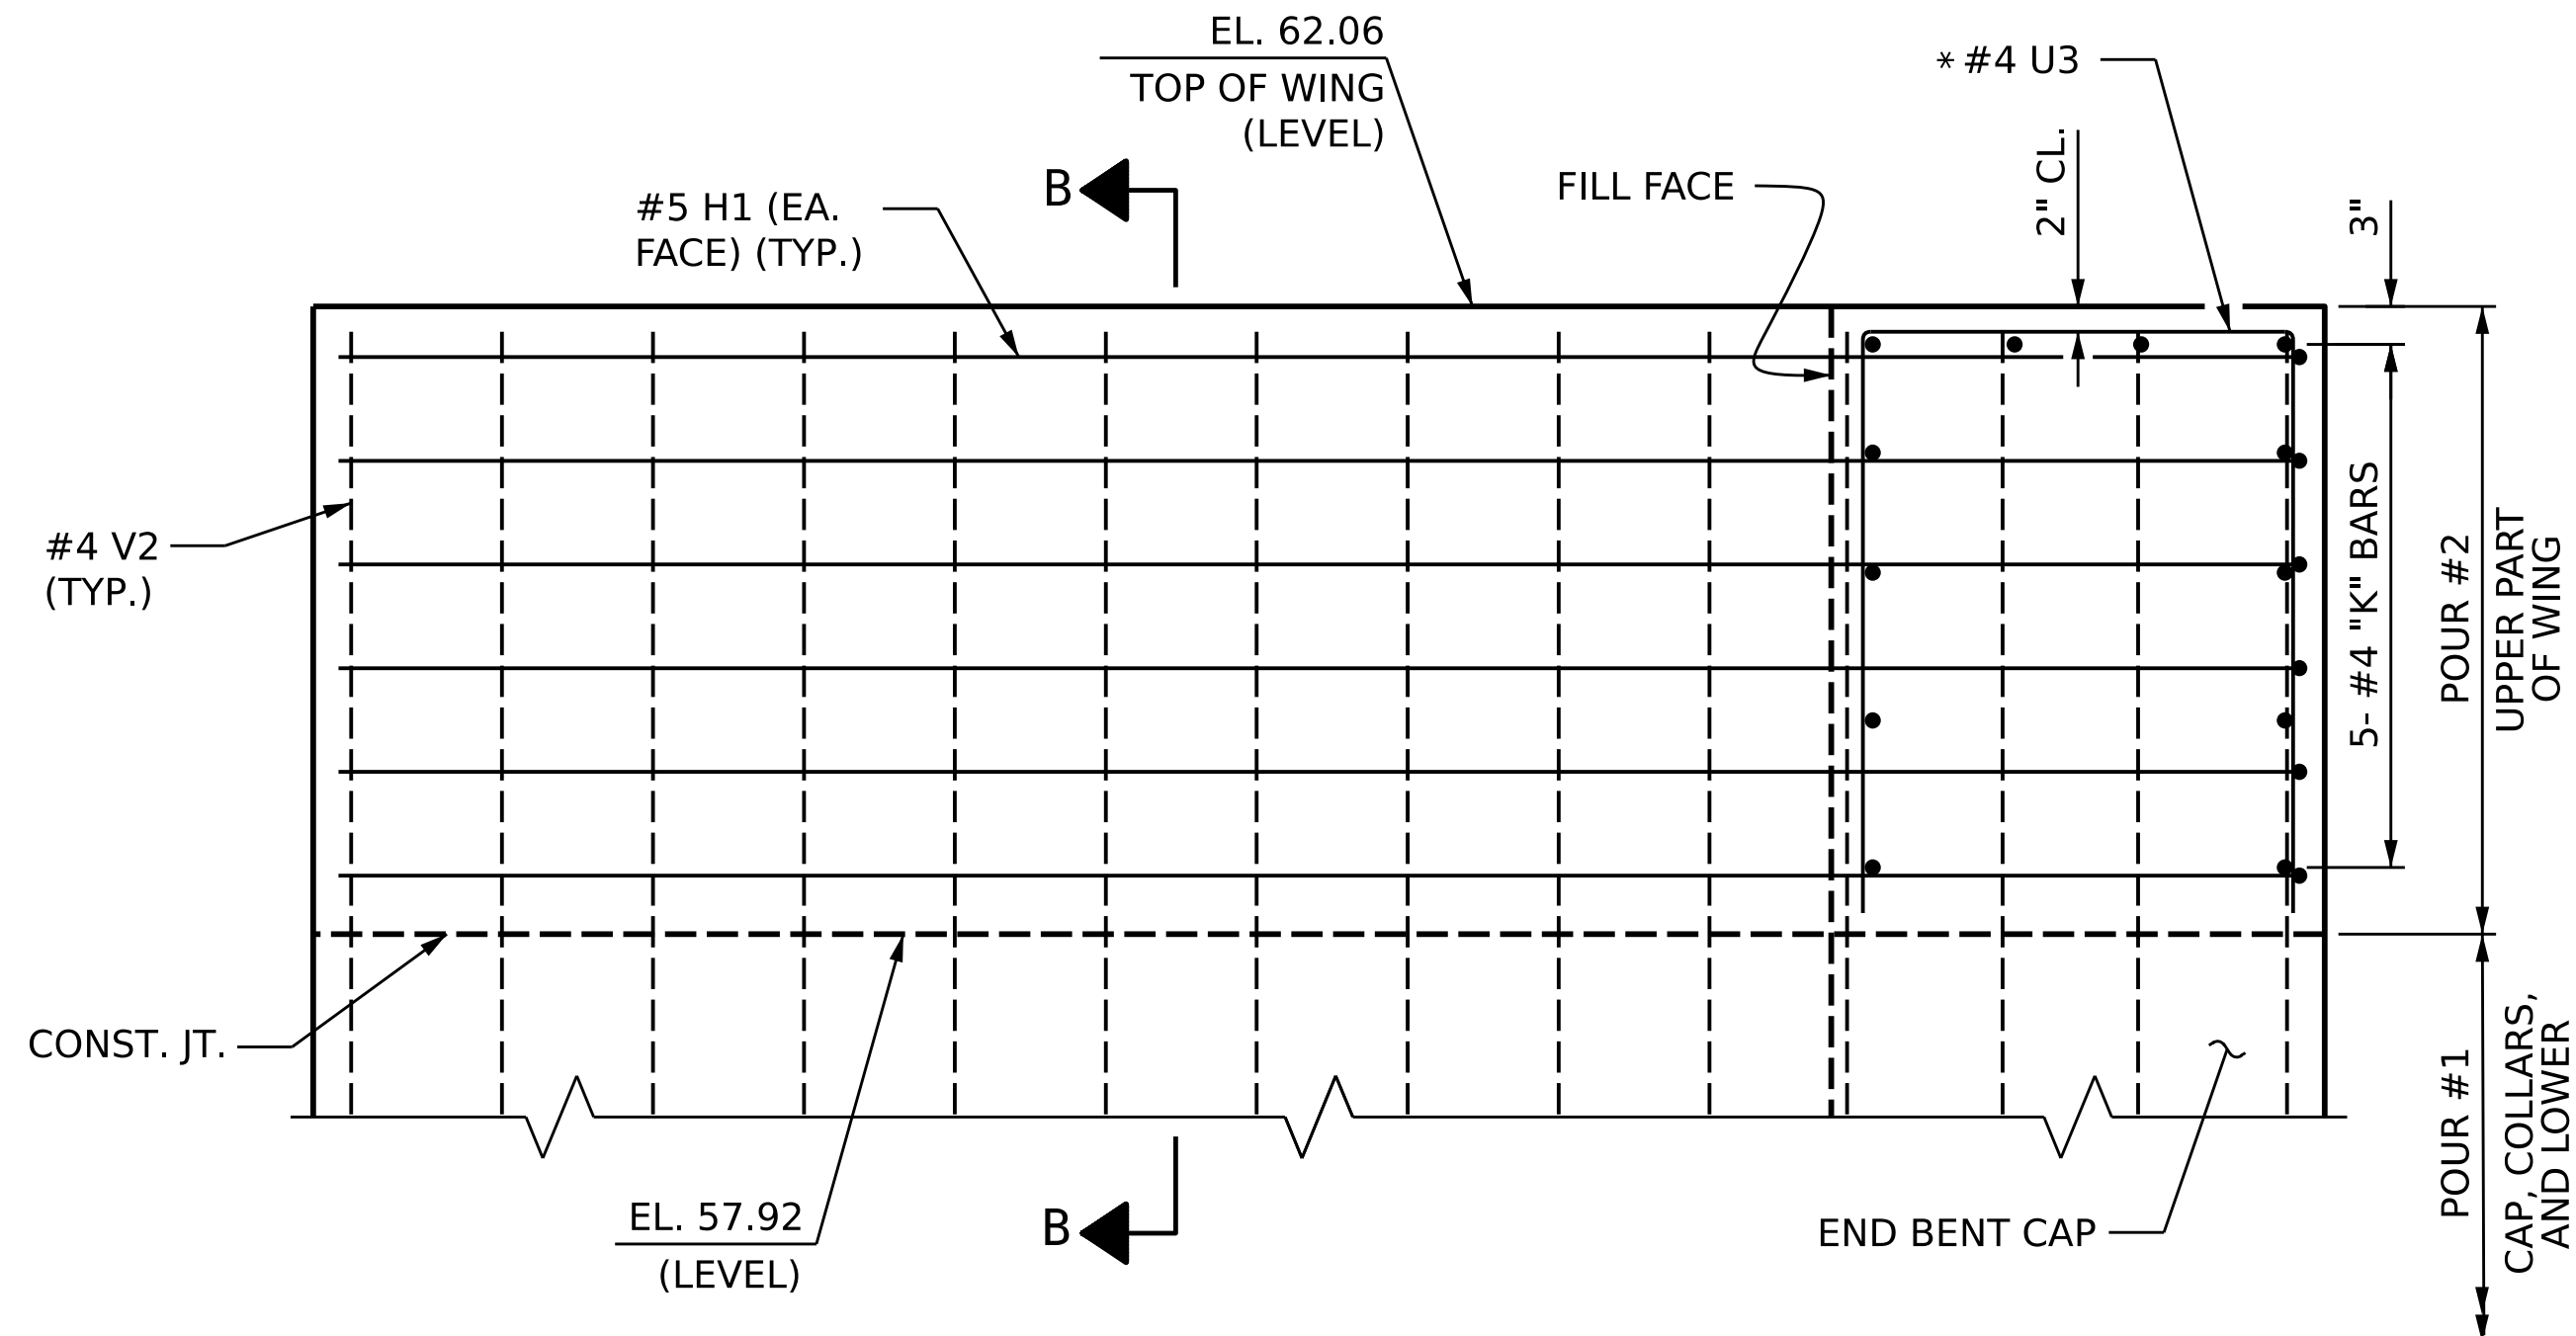 EL. 62.06
TOP OF WING
(LEVEL)
*#4 U3
B
FILL FACE
2" CL.
3"
#5 H1 (EA.
FACE) (TYP.)
#4 V2
(TYP.)
5- #4 "K" BARS
POUR #2
UPPER PART
OF WING
CONST. JT.
EL. 57.92
(LEVEL)
B
END BENT CAP
POUR #1
CAP, COLLARS,
AND LOWER